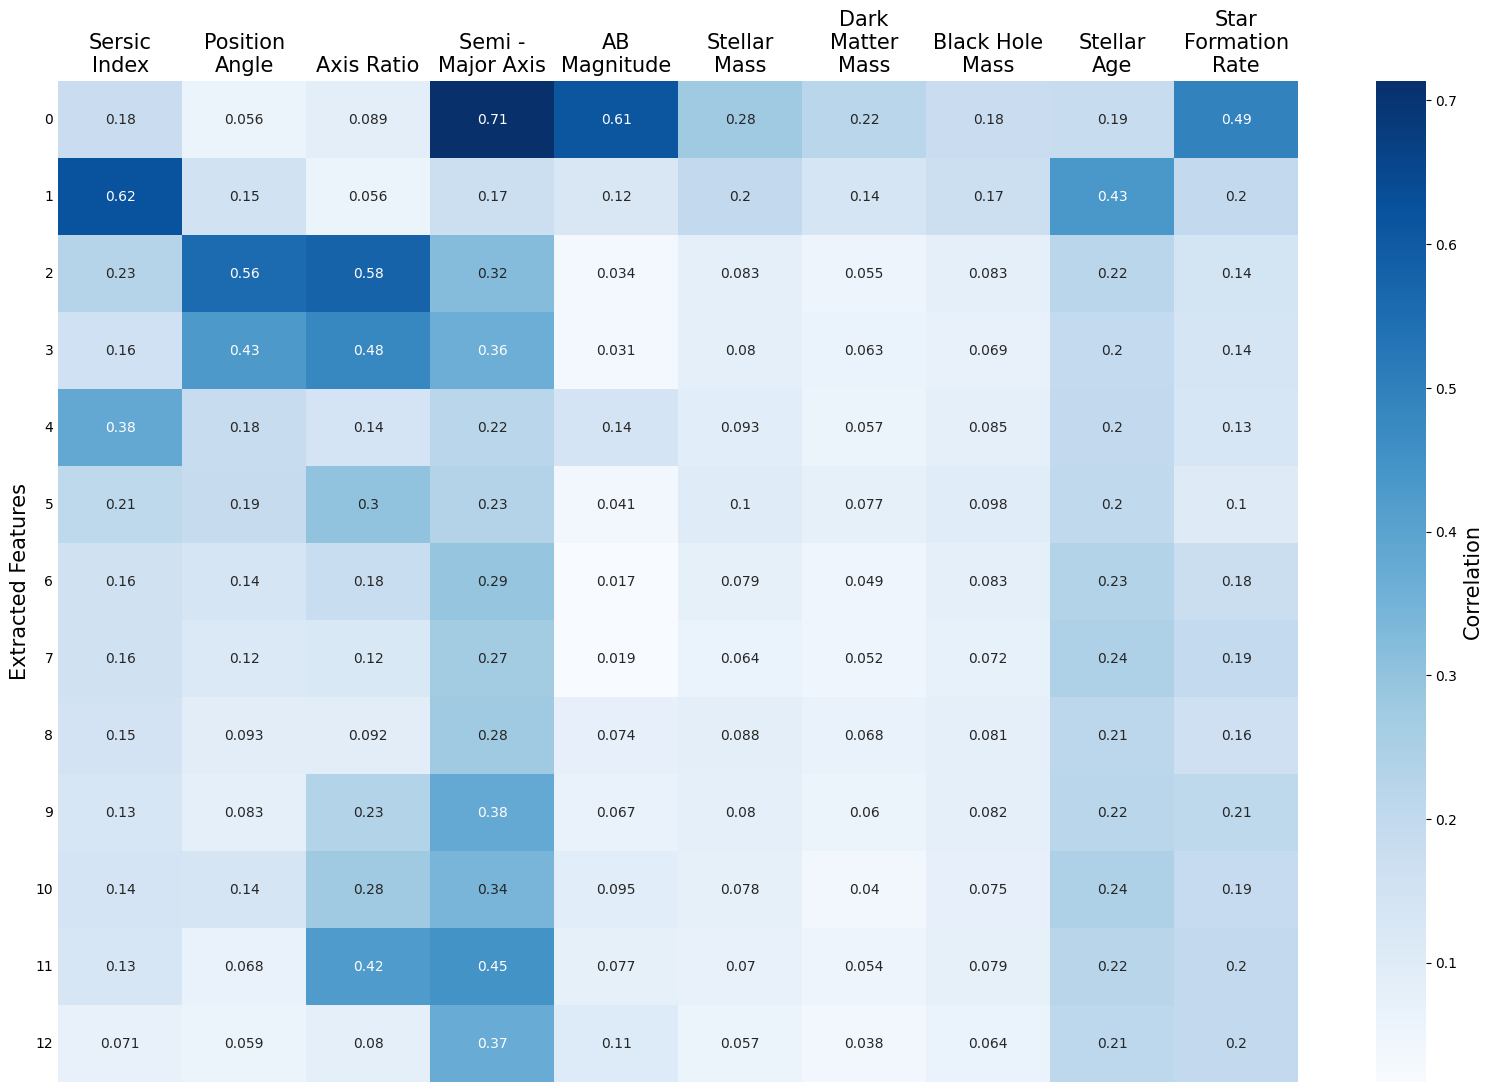 Sersic
Index
Position
Angle
Axis Ratio
Semi -
Major Axis
AB
Magnitude
Stellar
Mass
Dark
Matter
Mass
Black Hole
Mass
Stellar
Age
Star
Formation
Rate
0 0.18 0.056 0.089 0.71 0.61 0.28 0.22 0.18 0.19 0.49
1 0.62 0.15 0.056 0.17 0.12 0.2 0.14 0.17 0.43 0.2
2 0.23 0.56 0.58 0.32 0.034 0.083 0.055 0.083 0.22 0.14
3 0.16 0.43 0.48 0.36 0.031 0.08 0.063 0.069 0.2 0.14
4 0.38 0.18 0.14 0.22 0.14 0.093 0.057 0.085 0.2 0.13
5 0.21 0.19 0.3 0.23 0.041 0.1 0.077 0.098 0.2 0.1
6 0.16 0.14 0.18 0.29 0.017 0.079 0.049 0.083 0.23 0.18
7 0.16 0.12 0.12 0.27 0.019 0.064 0.052 0.072 0.24 0.19
8 0.15 0.093 0.092 0.28 0.074 0.088 0.068 0.081 0.21 0.16
9 0.13 0.083 0.23 0.38 0.067 0.08 0.06 0.082 0.22 0.21
10 0.14 0.14 0.28 0.34 0.095 0.078 0.04 0.075 0.24 0.19
11 0.13 0.068 0.42 0.45 0.077 0.07 0.054 0.079 0.22 0.2
12 0.071 0.059 0.08 0.37 0.11 0.057 0.038 0.064 0.21 0.2
Extracted Features
0.7
0.6
0.5
0.4
0.3
0.2
0.1
Correlation